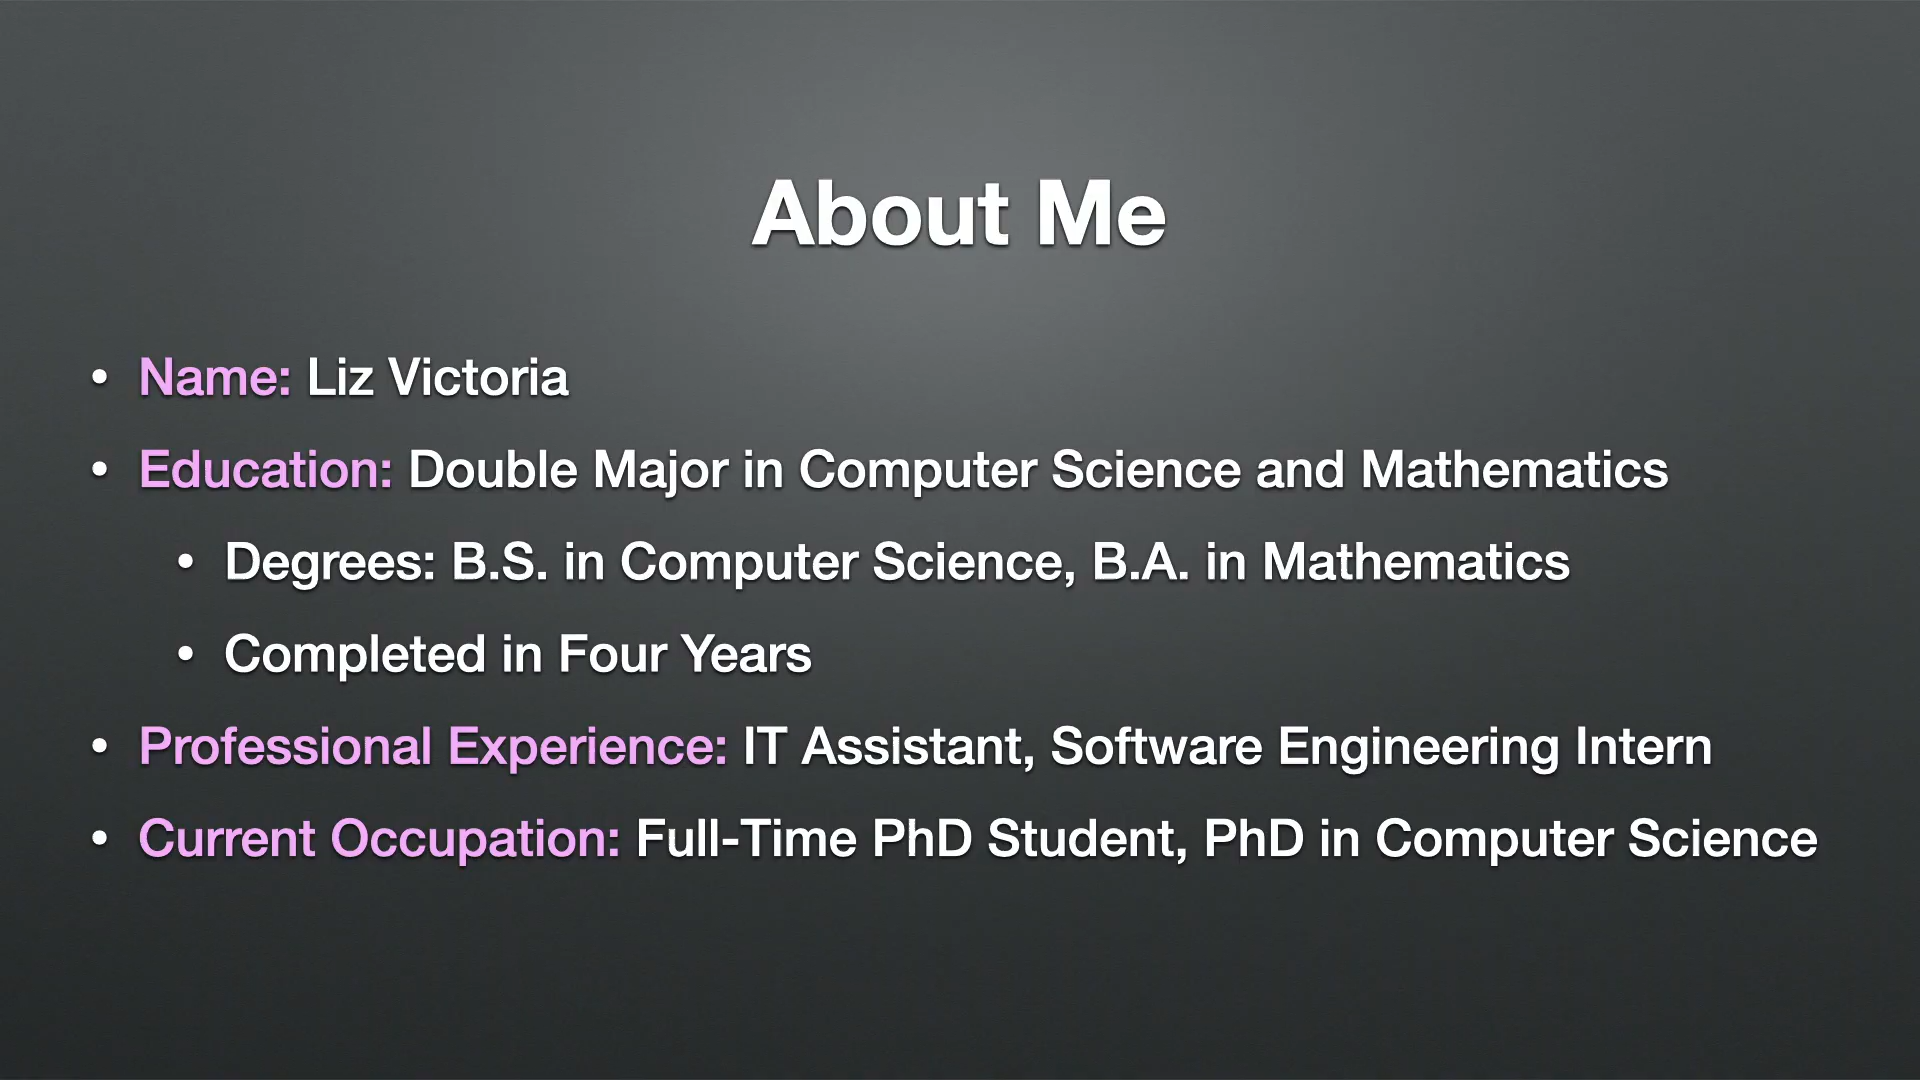 About Me
• Name: Liz Victoria
• Education: Double Major in Computer Science and Mathematics
• Degrees: B.S. in Computer Science, B.A. in Mathematics
• Completed in Four Years
• Professional Experience: IT Assistant, Software Engineering Intern
• Current Occupation: Full-Time PhD Student, PhD in Computer Science